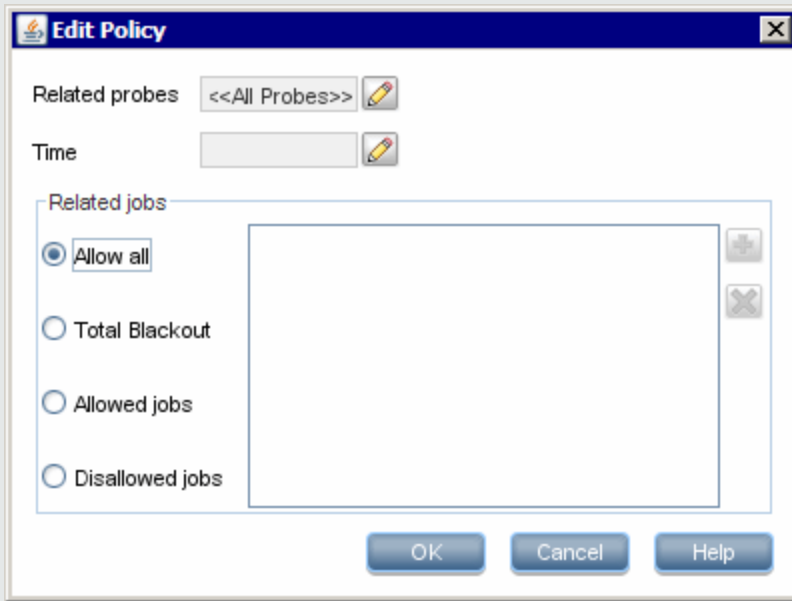 Edit Policy
Related probes <<All Probes>>
Time
Related jobs
Allow all
Total Blackout
Allowed jobs
Disallowed jobs
OK Cancel Help